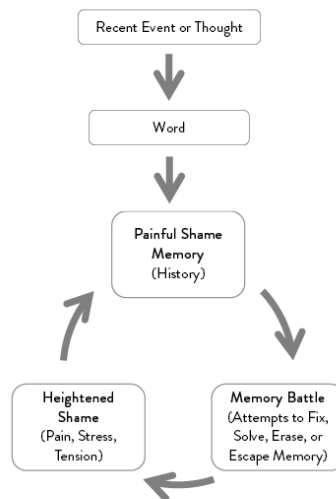 Recent Event or Thought
Word
Painful Shame
Memory
(History)
Heightened
Shame
(Pain, Stress,
Tension)
Memory Battle
(Attempts to Fix,
Solve, Erase, or
Escape Memory)